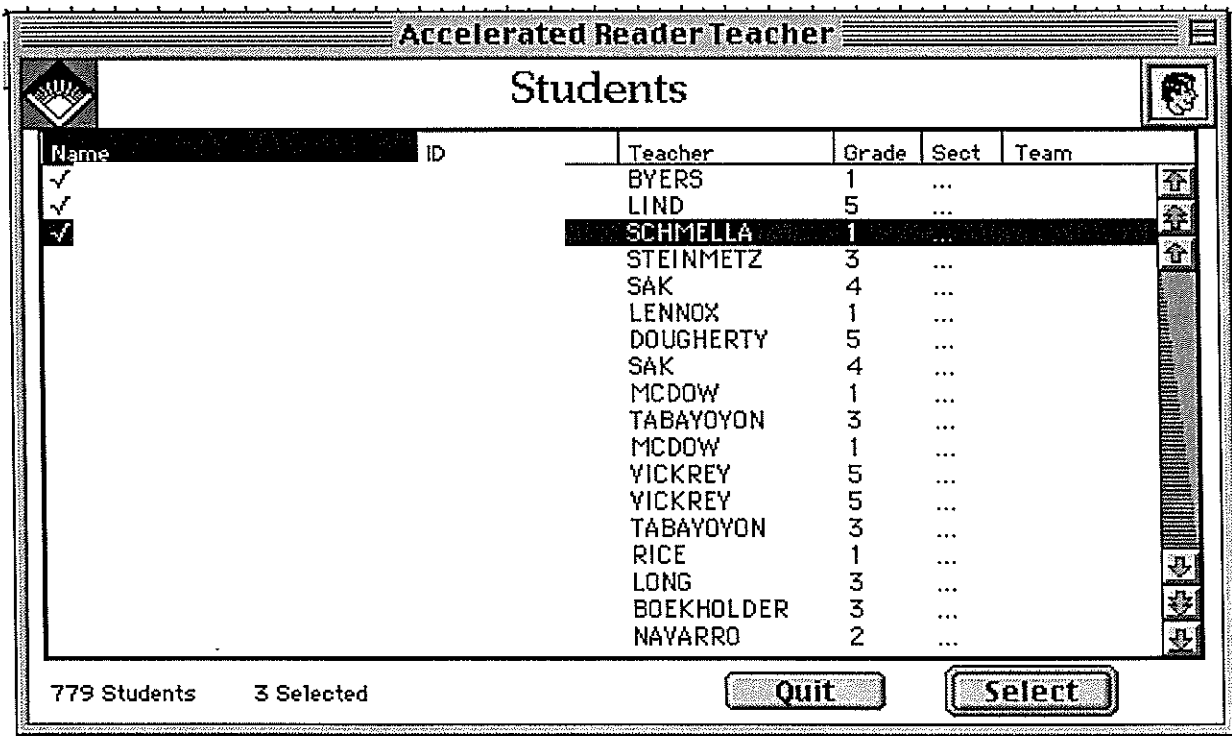 Accelerated Reader Teacher
Students
Name ID Teacher Grade Sect Team
√ BYERS 1 ...
√ LIND 5 ...
√ SCHMELLA 1 ...
STEINMETZ 3 ...
SAK 4 ...
LENNOX 1 ...
DOUGHERTY 5 ...
SAK 4 ...
MCDOW 1 ...
TABAYOYON 3 ...
MCDOW 1 ...
VICKREY 5 ...
VICKREY 5 ...
TABAYOYON 3 ...
RICE 1 ...
LONG 3 ...
BOEKHOLDER 3 ...
NAVARRO 2 ...
779 Students 3 Selected Quit Select